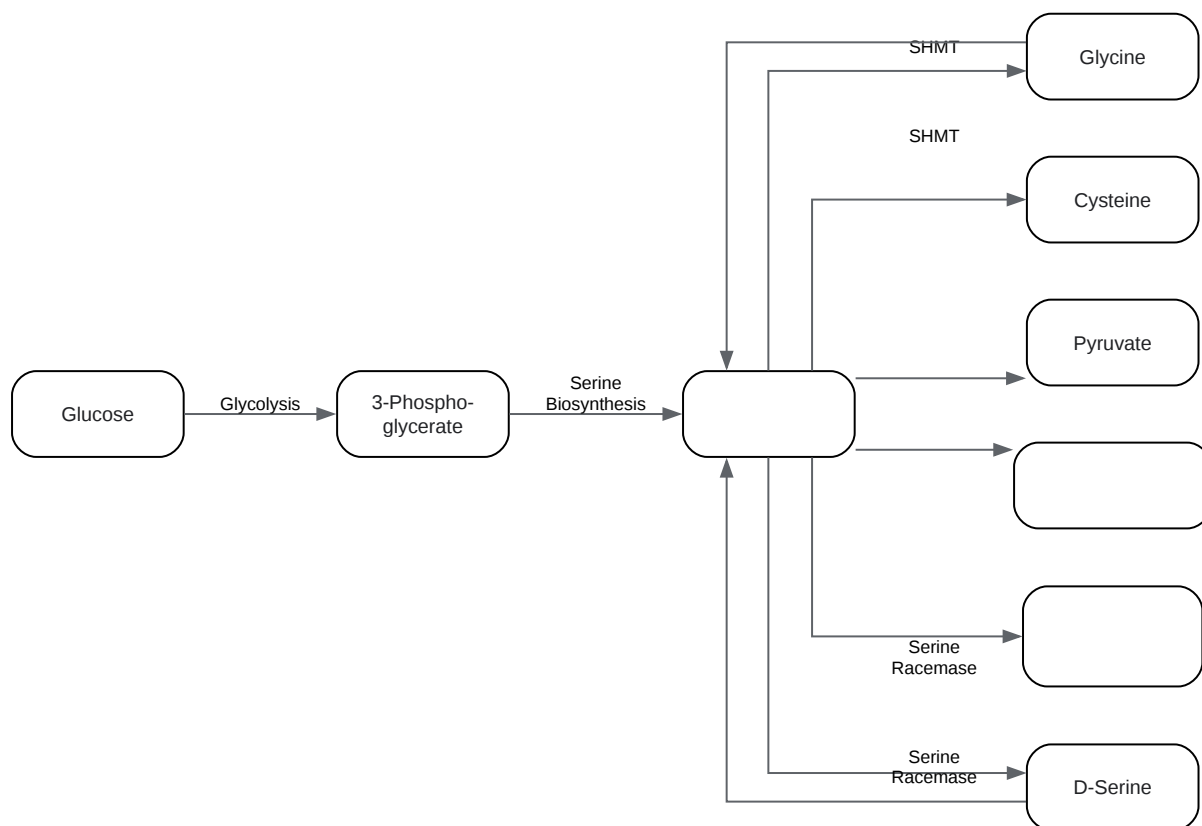 SHMT
Glycine
SHMT
Cysteine
Pyruvate
Glucose
Glycolysis
3-Phospho-
glycerate
Serine
Biosynthesis
Serine
Racemase
Serine
Racemase
D-Serine